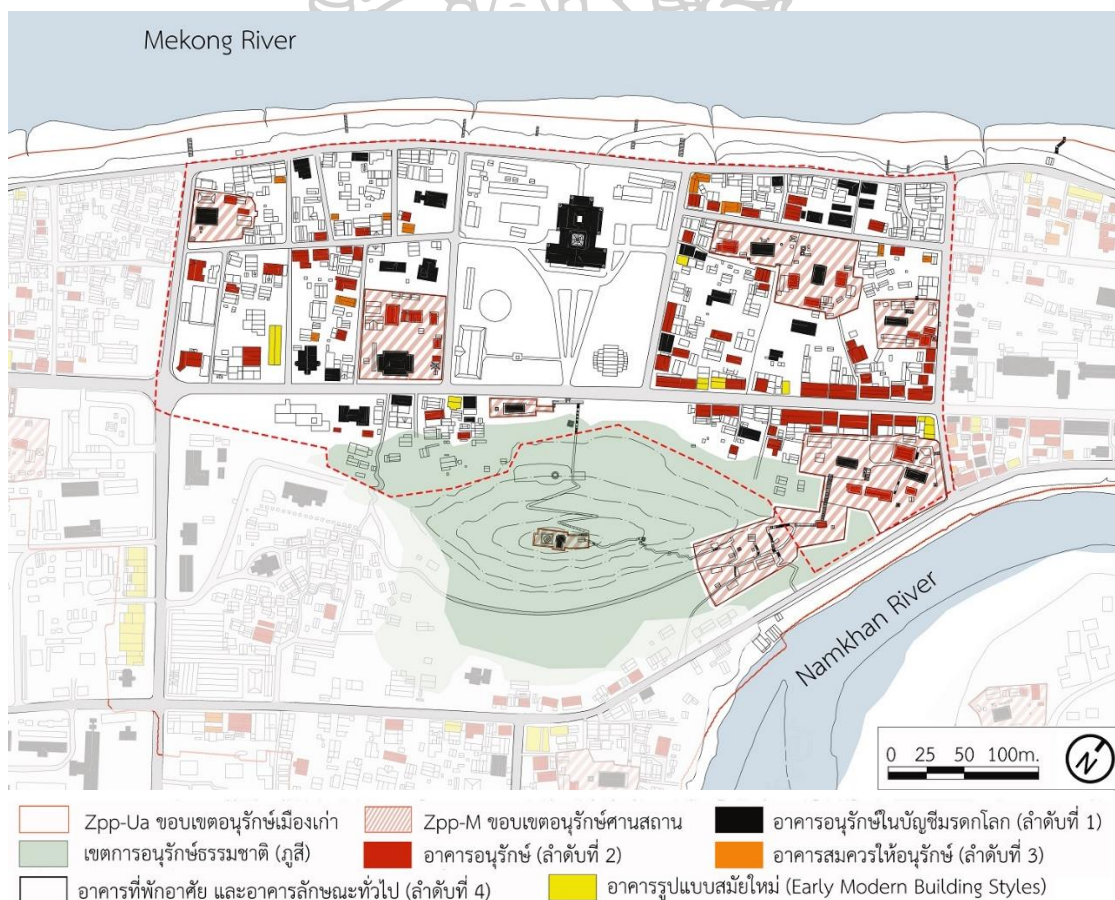 Mekong River
Namkhan River
0 25 50 100m.
N
Zpp-Ua ขอบเขตอนุรักษ์เมืองเก่า
Zpp-M ขอบเขตอนุรักษ์ศานสถาน
อาคารอนุรักษ์ในบัญชีมรดกโลก (ลำดับที่ 1)
เขตการอนุรักษ์ธรรมชาติ (ภูสี)
อาคารอนุรักษ์ (ลำดับที่ 2)
อาคารสมควรให้อนุรักษ์ (ลำดับที่ 3)
อาคารที่พักอาศัย และอาคารลักษณะทั่วไป (ลำดับที่ 4)
อาคารรูปแบบสมัยใหม่ (Early Modern Building Styles)